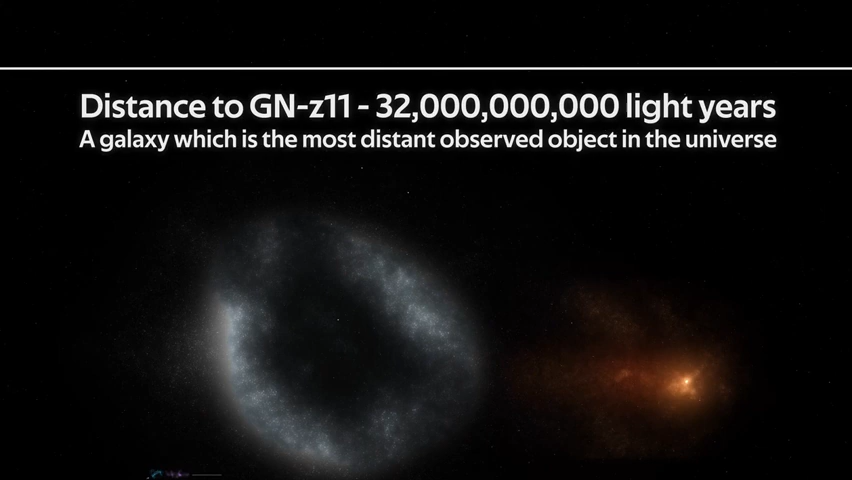 Distance to GN-z11 - 32,000,000,000 light years
A galaxy which is the most distant observed object in the universe